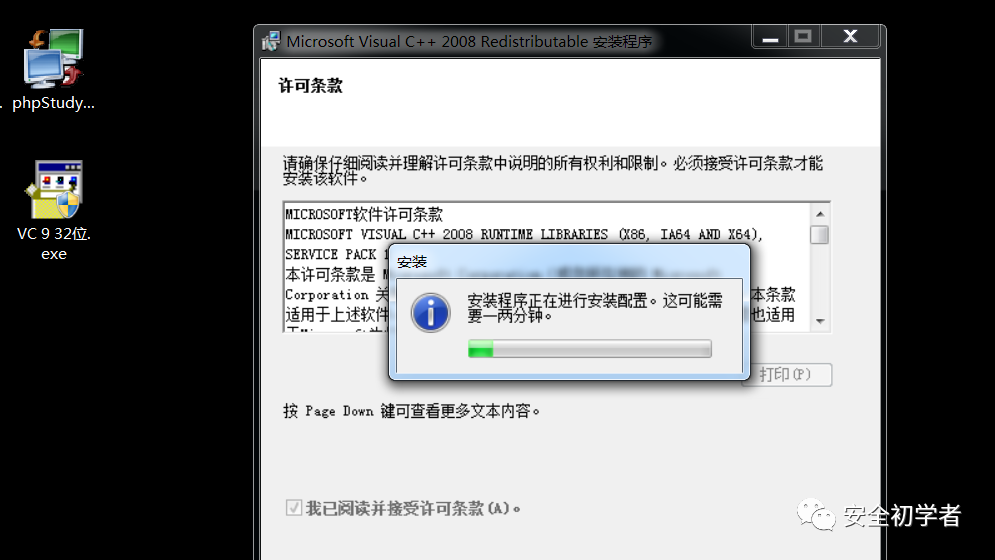 Microsoft Visual C++ 2008 Redistributable 安装程序
phpStudy...
VC 9 32位.
exe
许可条款
请确保仔细阅读并理解许可条款中说明的所有权利和限制。必须接受许可条款才能
安装该软件。
MICROSOFT软件许可条款
MICROSOFT VISUAL C++ 2008 RUNTIME LIBRARIES (X86, IA64 AND X64),
SERVICE PACK
本许可条款是
Corporation 关 本条款
适用于上述软件 也适用
安装
安装程序正在进行安装配置。这可能需
要一两分钟。
打印(P)
按 Page Down 键可查看更多文本内容。
我已阅读并接受许可条款(A)。
安全初学者